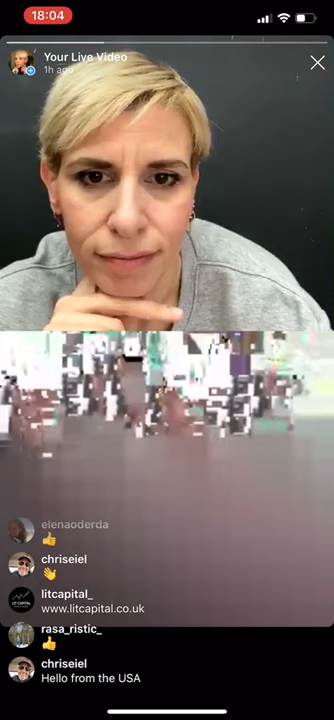 18:04
Your Live Video
1h ago
elenaoderda
👍
chriseiel
👋
litcapital_
www.litcapital.co.uk
rasa_ristic_
👍
chriseiel
Hello from the USA